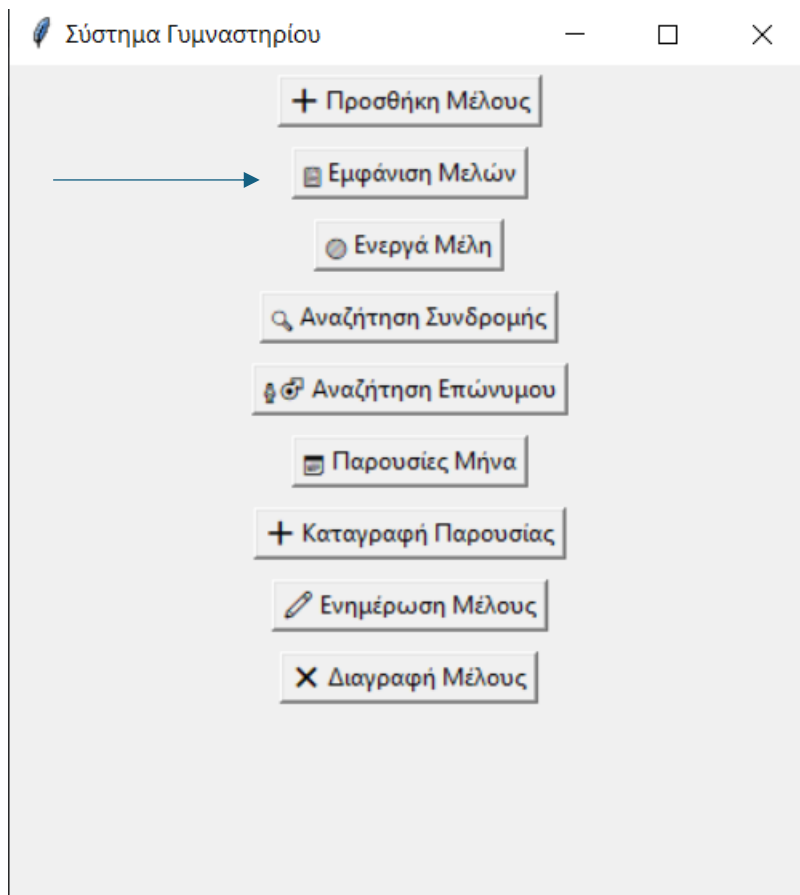 Σύστημα Γυμναστηρίου
Προσθήκη Μέλους
Εμφάνιση Μελών
Ενεργά Μέλη
Αναζήτηση Συνδρομής
Αναζήτηση Επώνυμου
Παρουσίες Μήνα
Καταγραφή Παρουσίας
Ενημέρωση Μέλους
Διαγραφή Μέλους